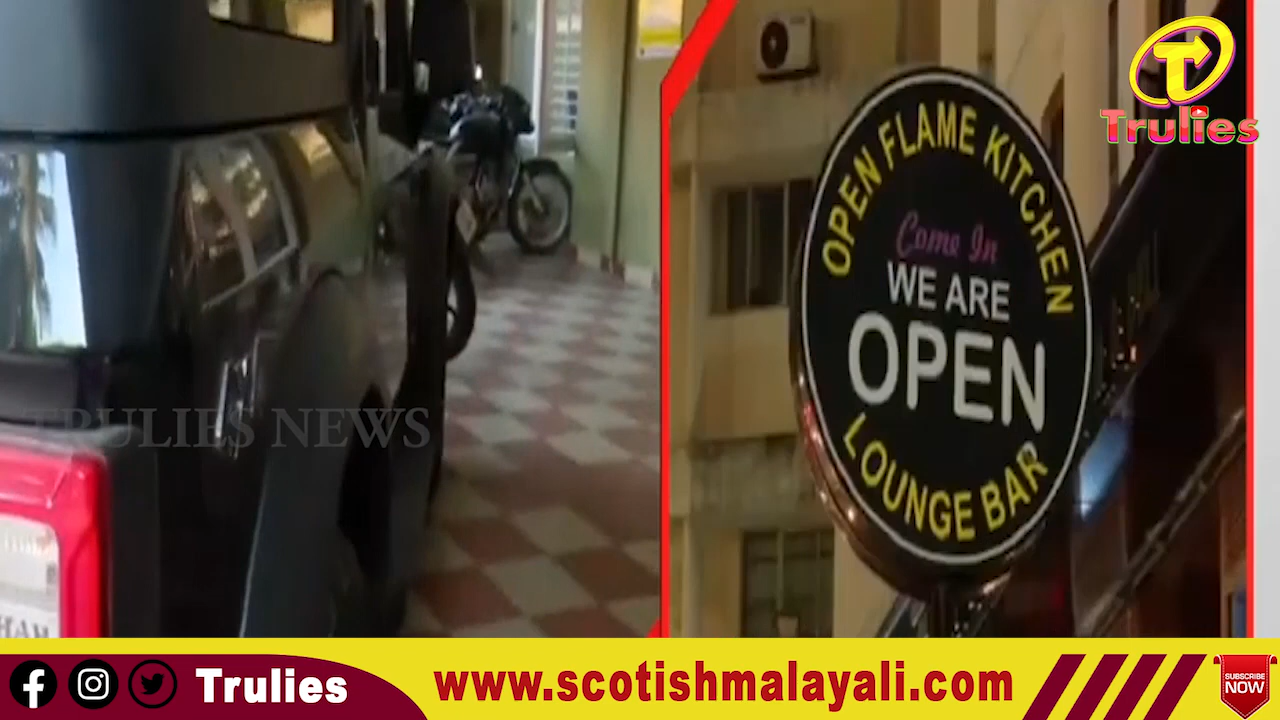 Trulies
OPEN FLAME KITCHEN
Come In
WE ARE
OPEN
LOUNGE BAR
TRULIES NEWS
Trulies
www.scotishmalayali.com
SUBSCRIBE
NOW